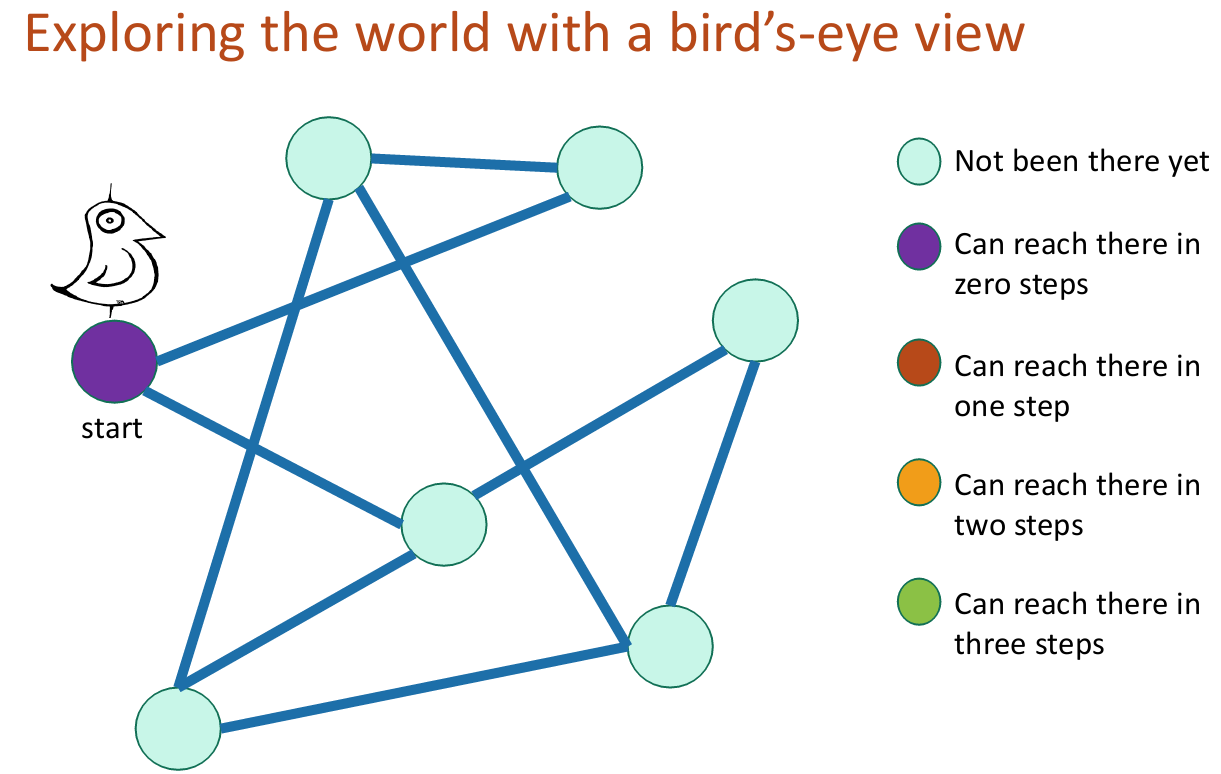 Exploring the world with a bird’s-eye view
Not been there yet
Can reach there in
zero steps
Can reach there in
one step
Can reach there in
two steps
Can reach there in
three steps
start